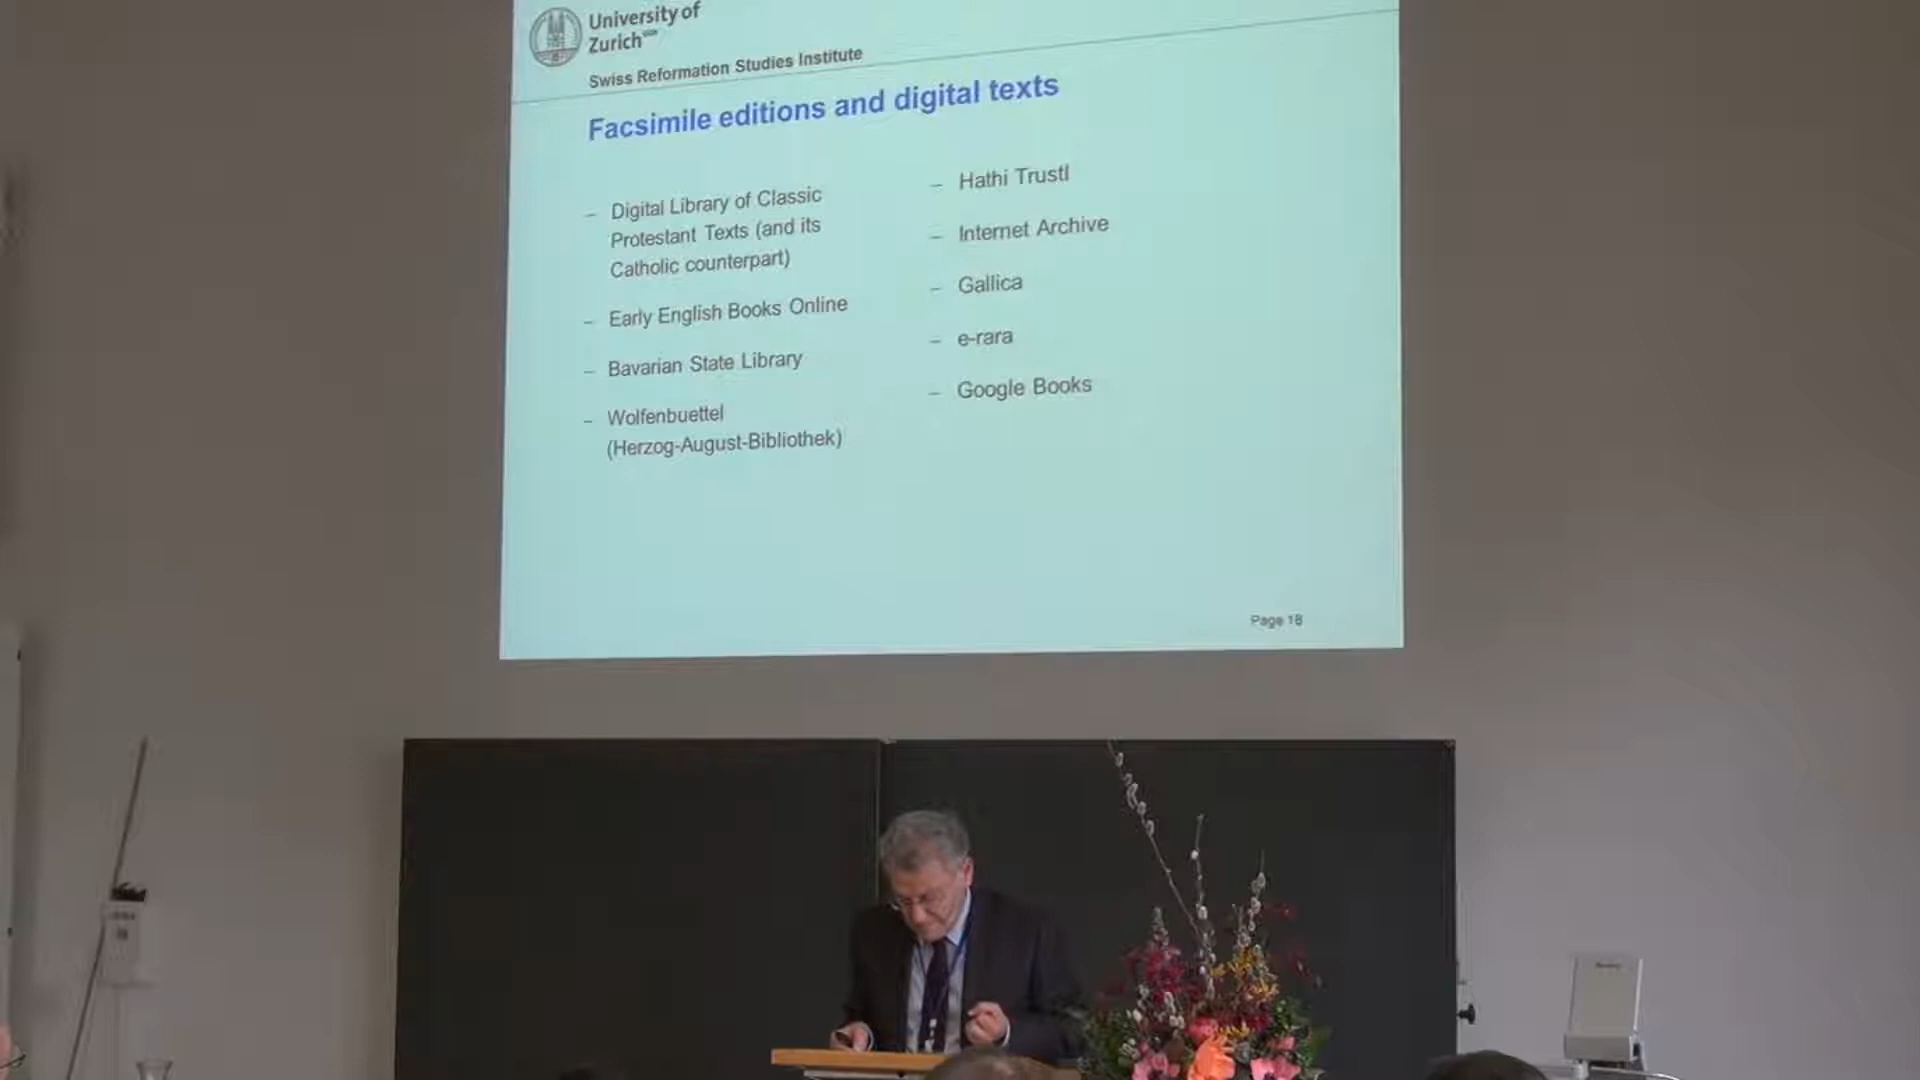 University of
Zurich
Swiss Reformation Studies Institute
Facsimile editions and digital texts
– Digital Library of Classic
Protestant Texts (and its
Catholic counterpart)
– Early English Books Online
– Bavarian State Library
– Wolfenbuettel
(Herzog-August-Bibliothek)
– Hathi Trustl
– Internet Archive
– Gallica
– e-rara
– Google Books
Page 18